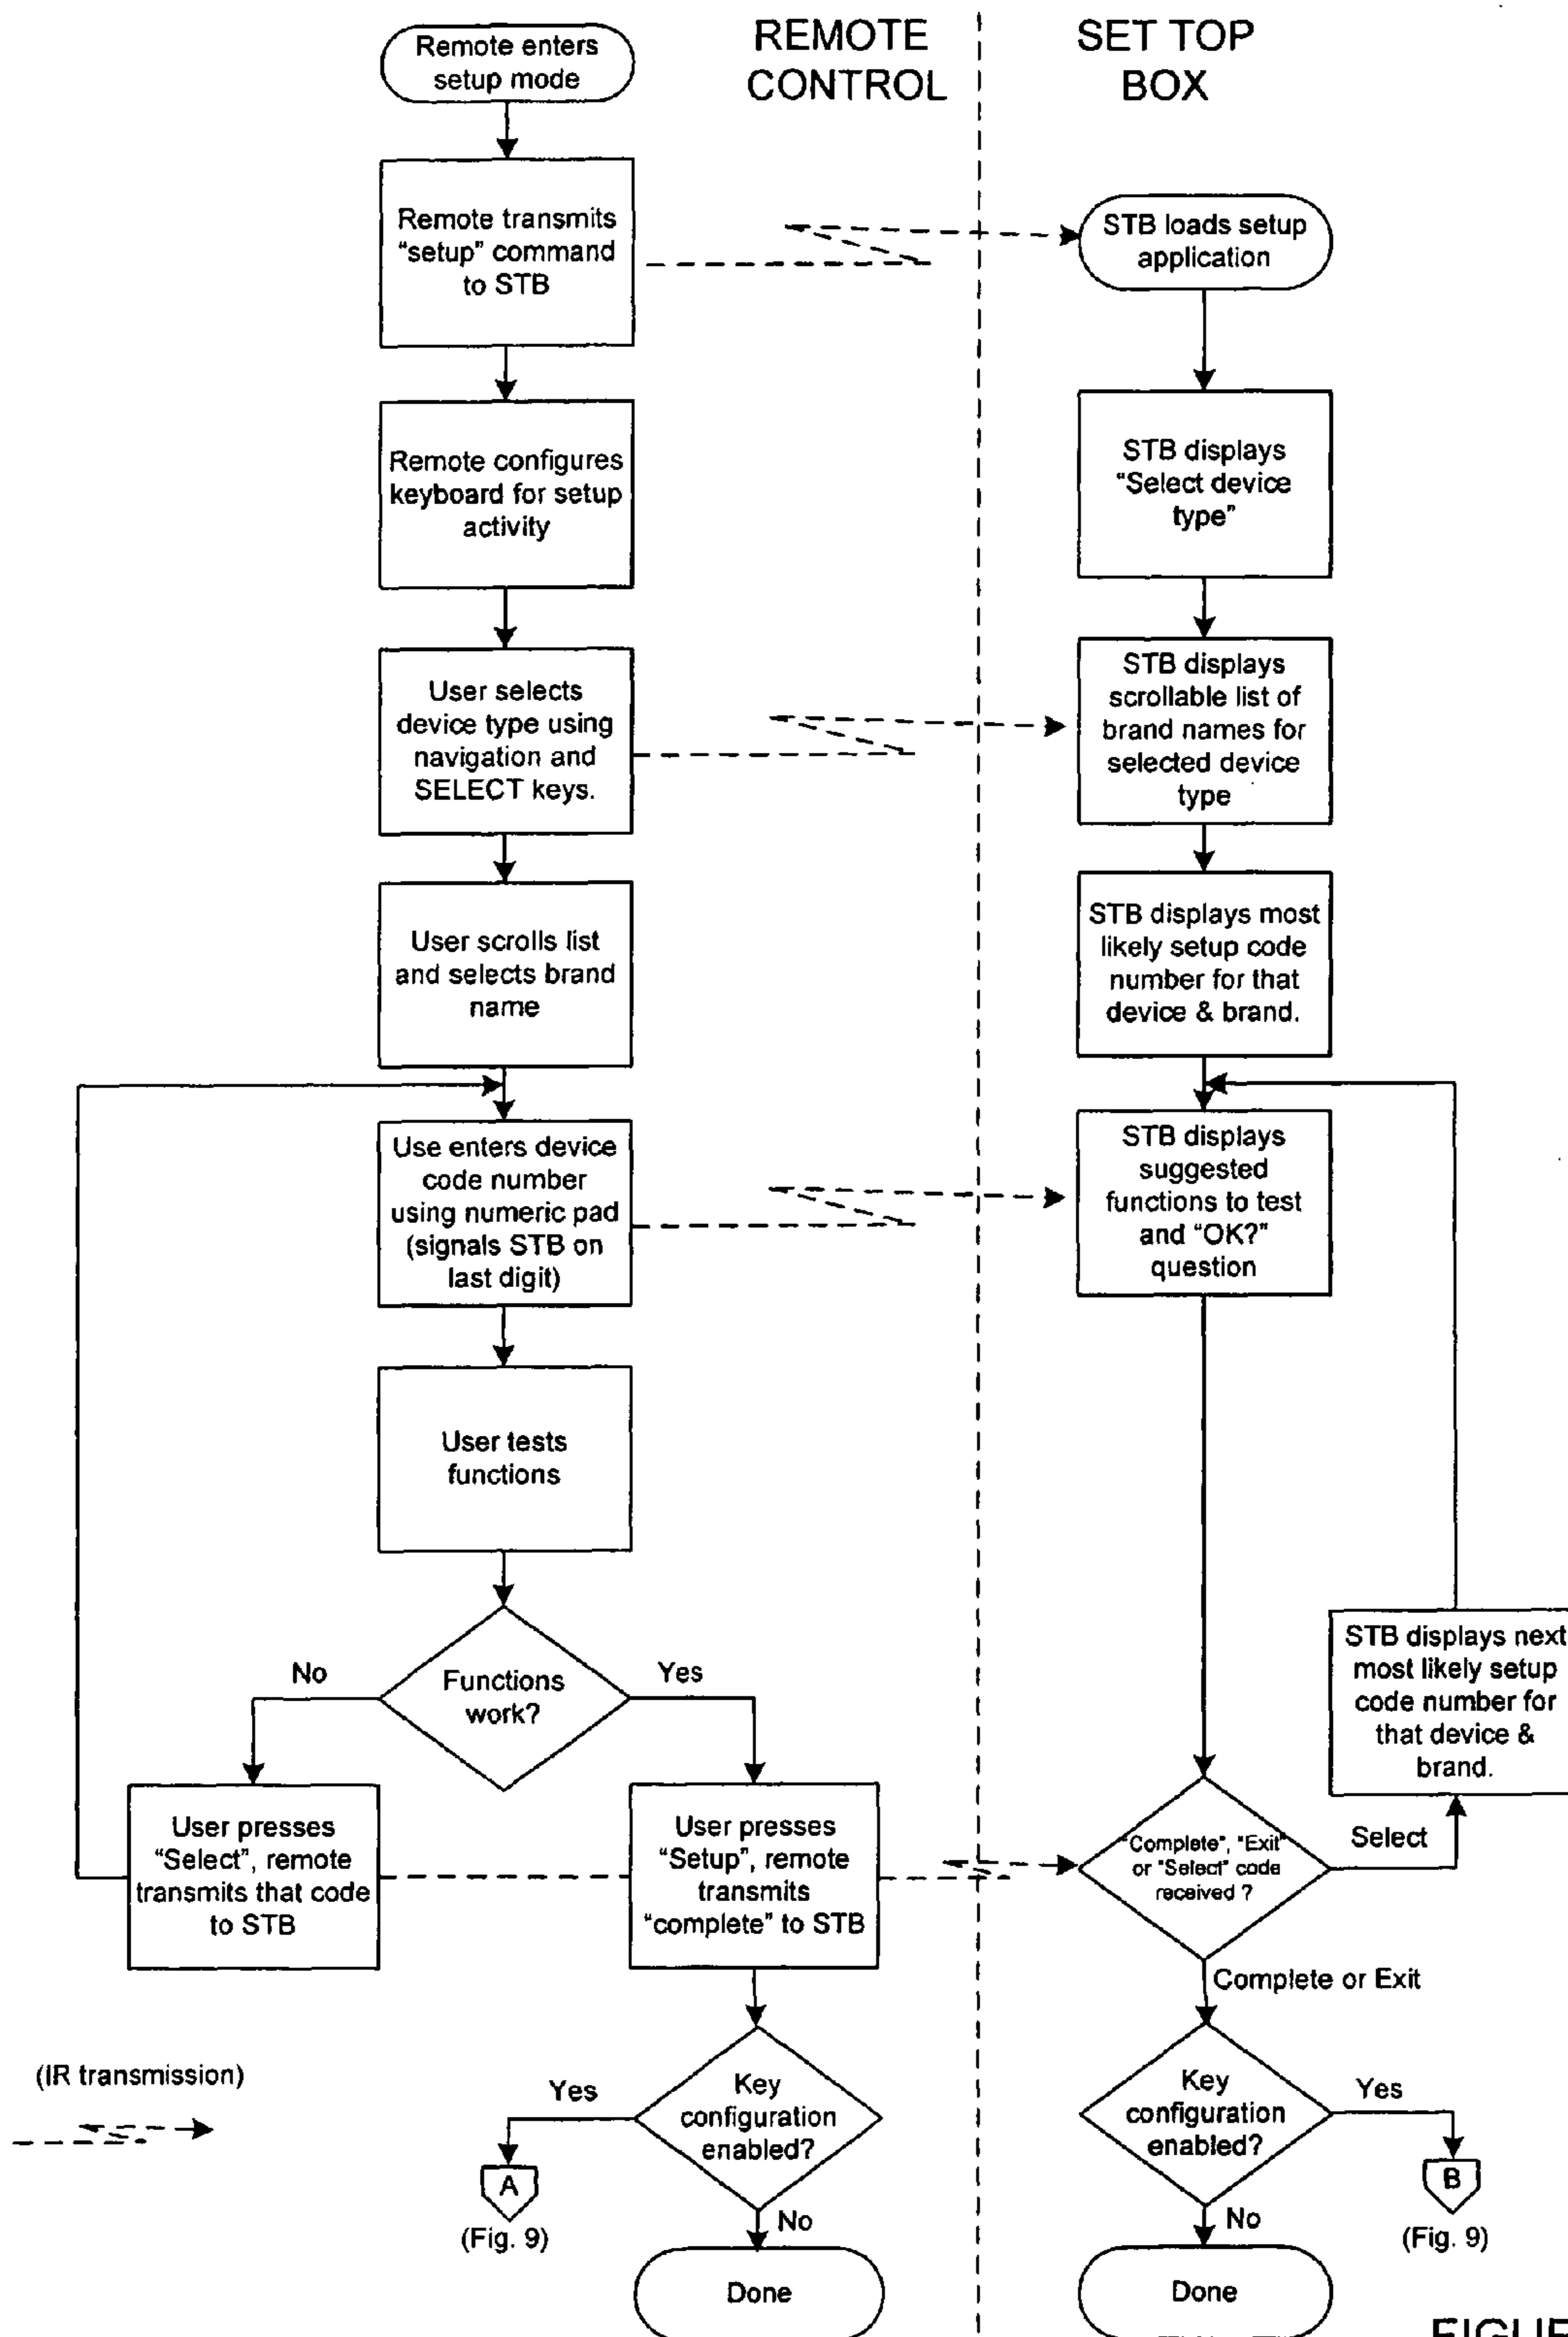 REMOTE
CONTROL
SET TOP
BOX
Remote enters
setup mode
Remote transmits
“setup” command
to STB
Remote configures
keyboard for setup
activity
User selects
device type using
navigation and
SELECT keys.
User scrolls list
and selects brand
name
Use enters device
code number
using numeric pad
(signals STB on
last digit)
User tests
functions
Functions
work?
No
Yes
User presses
“Select”, remote
transmits that code
to STB
User presses
“Setup”, remote
transmits
“complete” to STB
Key
configuration
enabled?
Yes
A
(Fig. 9)
No
Done
(IR transmission)
STB loads setup
application
STB displays
“Select device
type”
STB displays
scrollable list of
brand names for
selected device
type
STB displays most
likely setup code
number for that
device & brand.
STB displays
suggested
functions to test
and “OK?”
question
STB displays next
most likely setup
code number for
that device &
brand.
“Complete”, “Exit”
or “Select” code
received ?
Select
Complete or Exit
Key
configuration
enabled?
Yes
B
(Fig. 9)
No
Done